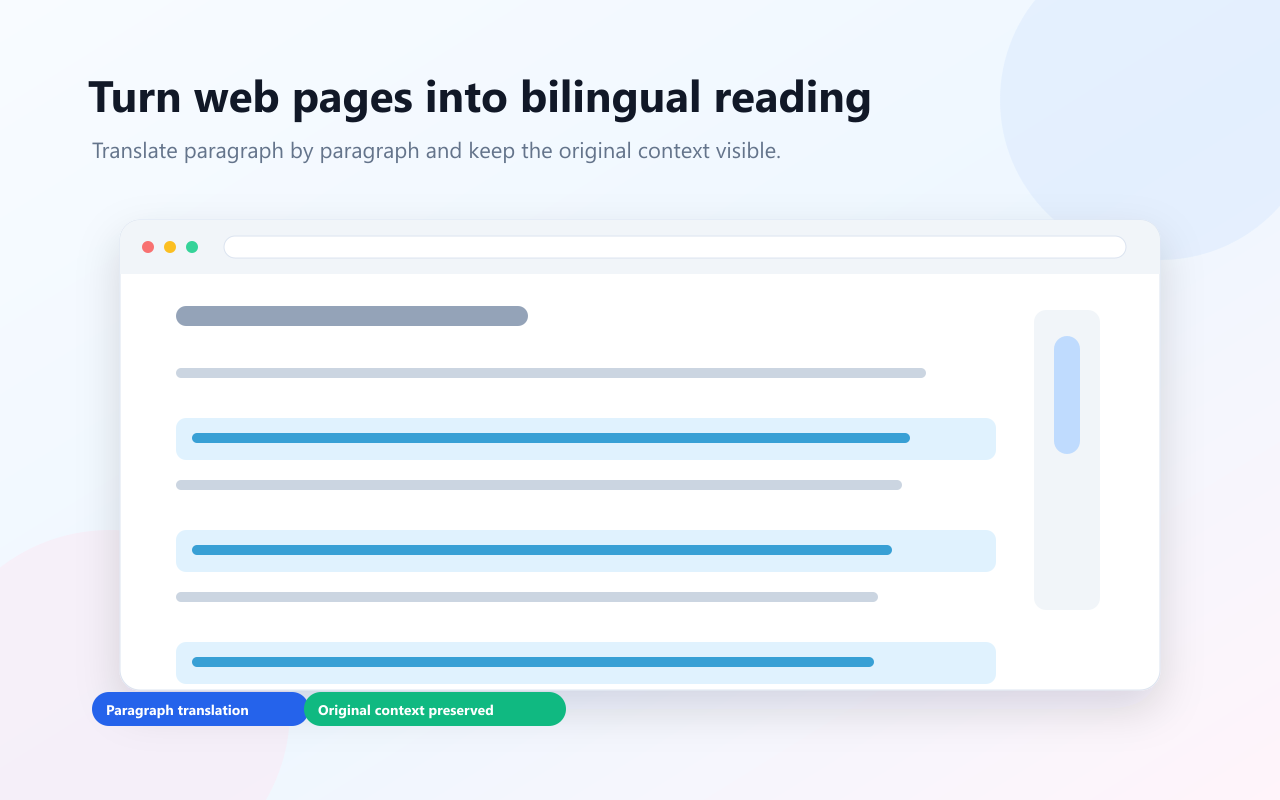 Turn web pages into bilingual reading
Translate paragraph by paragraph and keep the original context visible.
Paragraph translation
Original context preserved